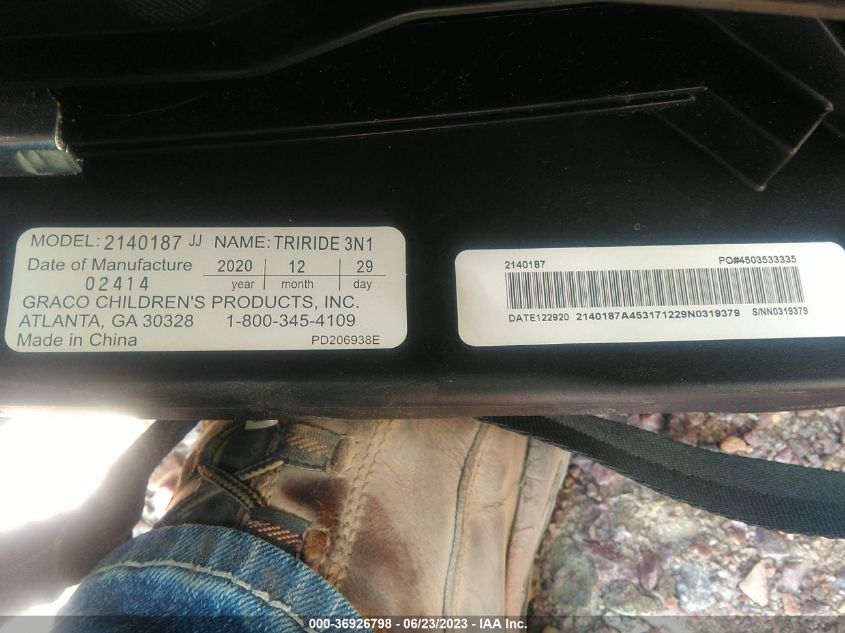 MODEL: 2140187 JJ NAME: TRIRIDE 3N1
Date of Manufacture 2020 12 29
02414 year month day
GRACO CHILDREN'S PRODUCTS, INC.
ATLANTA, GA 30328 1-800-345-4109
Made in China PD206938E
2140187 PO#4503533335
DATE122920 2140187A453171229N0319379 S/NN0319379
000-36926798 - 06/23/2023 - IAA Inc.